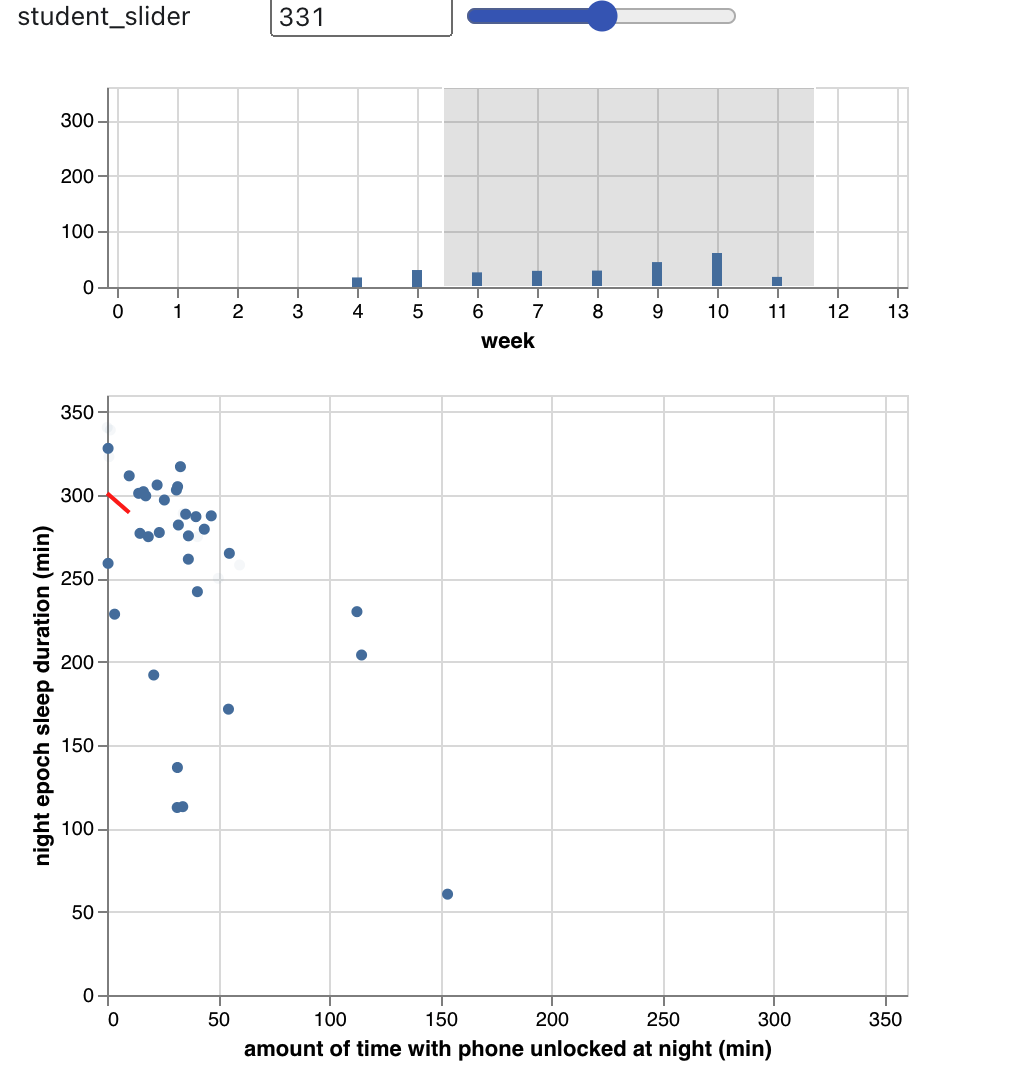 student_slider 331
300
200
100
0
0 1 2 3 4 5 6 7 8 9 10 11 12 13
week
350
300
250
200
150
100
50
0
night epoch sleep duration (min)
0 50 100 150 200 250 300 350
amount of time with phone unlocked at night (min)